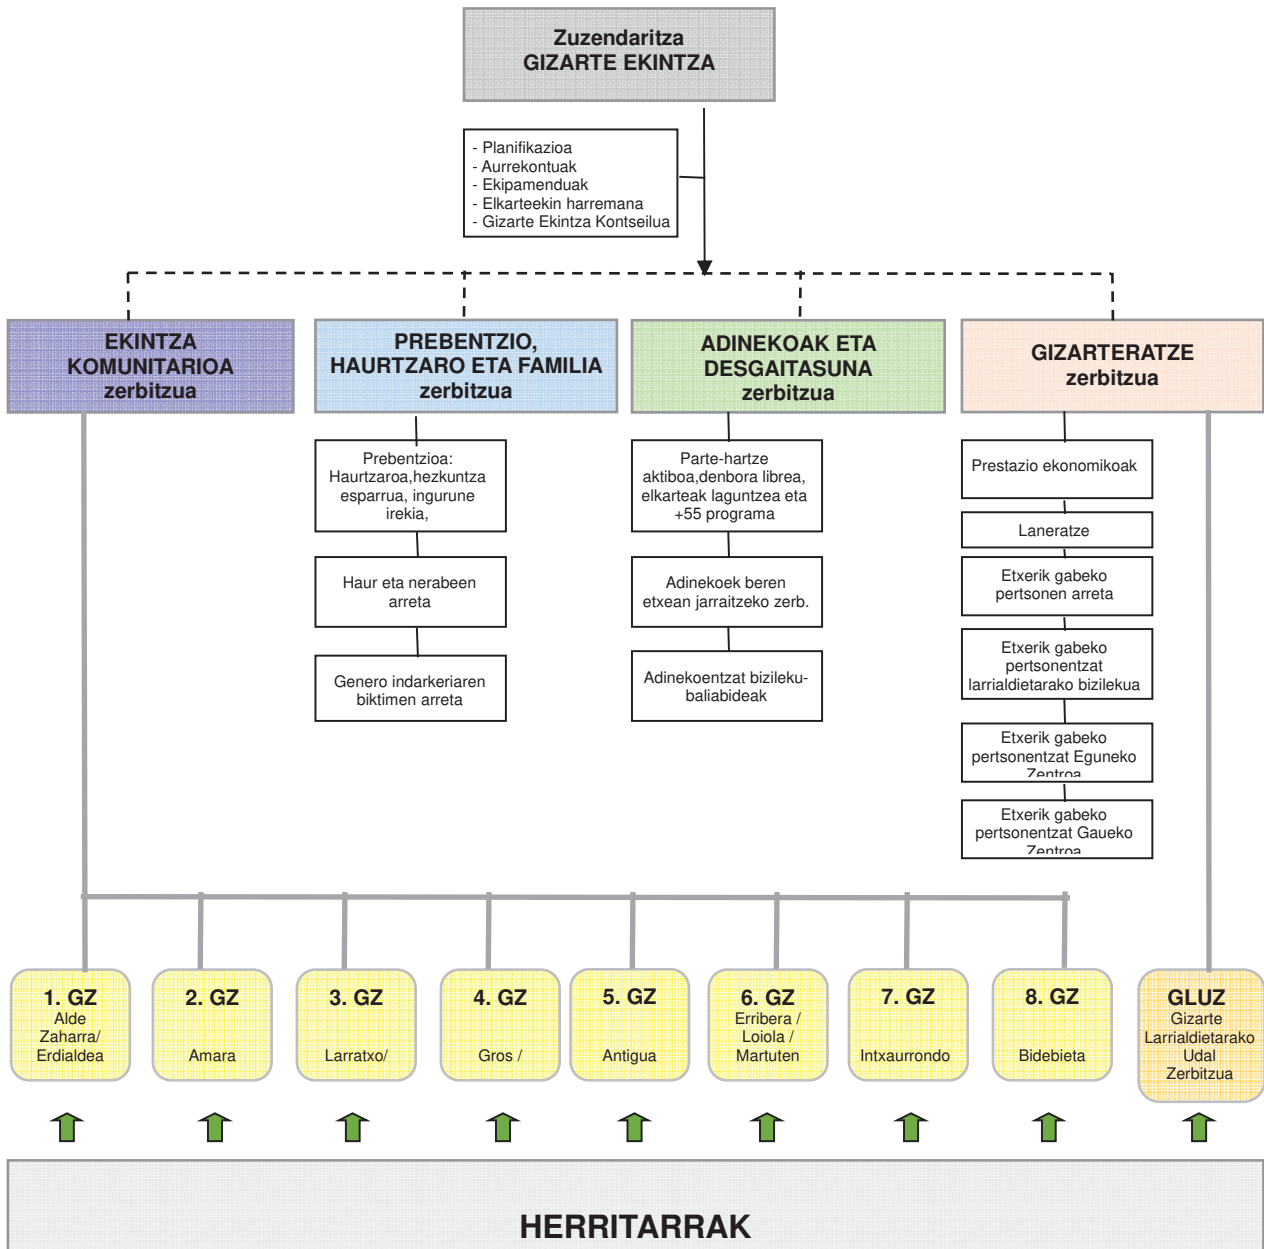 Zuzendaritza
GIZARTE EKINTZA
- Planifikazioa
- Aurrekontuak
- Ekipamenduak
- Elkarteekin harremana
- Gizarte Ekintza Kontseilua
EKINTZA
KOMUNITARIOA
zerbitzua
PREBENTZIO,
HAURTZARO ETA FAMILIA
zerbitzua
ADINEKOAK ETA
DESGAITASUNA
zerbitzua
GIZARTERATZE
zerbitzua
Prebentzioa:
Haurtzaroa,hezkuntza
esparrua, ingurune
irekia,
Haur eta nerabeen
arreta
Genero indarkeriaren
biktimen arreta
Parte-hartze
aktiboa,denbora librea,
elkarteak laguntzea eta
+55 programa
Adinekoek beren
etxean jarraitzeko zerb.
Adinekoentzat bizileku-
baliabideak
Prestazio ekonomikoak
Laneratze
Etxerik gabeko
pertsonen arreta
Etxerik gabeko
pertsonentzat
larrialdietarako bizilekua
Etxerik gabeko
pertsonentzat Eguneko
Zentroa
Etxerik gabeko
pertsonentzat Gaueko
Zentroa
1. GZ
Alde
Zaharra/
Erdialdea
2. GZ
Amara
3. GZ
Larratxo/
4. GZ
Gros /
5. GZ
Antigua
6. GZ
Erribera /
Loiola /
Martuten
7. GZ
Intxaurrondo
8. GZ
Bidebieta
GLUZ
Gizarte
Larrialdietarako
Udal
Zerbitzua
HERRITARRAK